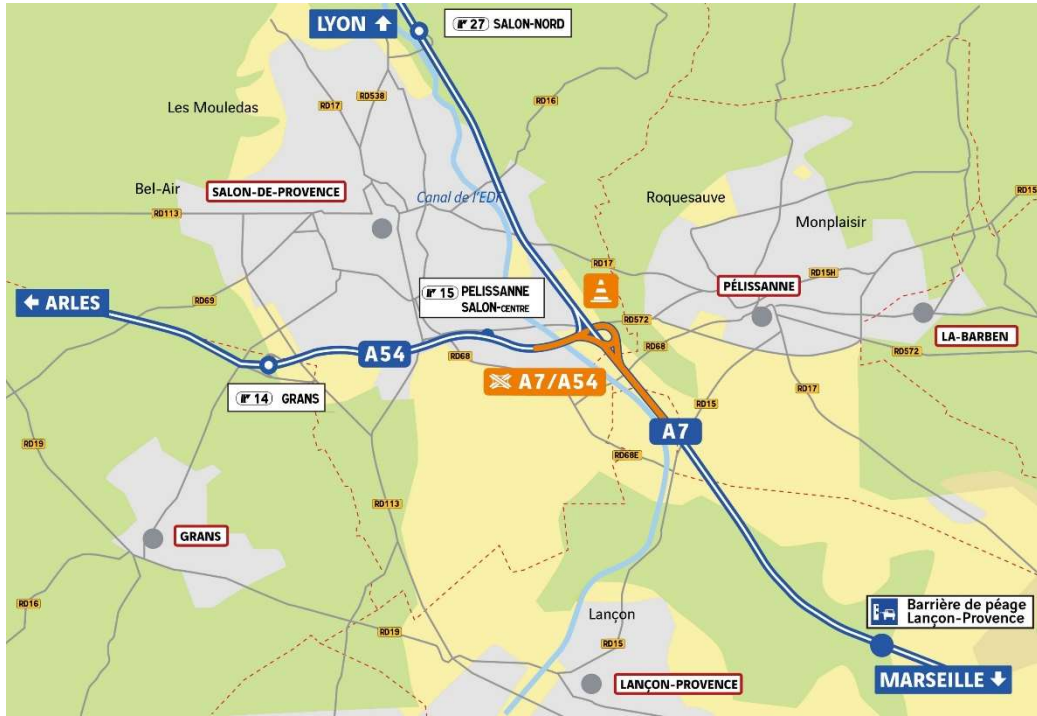 LYON
27 SALON-NORD
RD16
RD538
RD17
Les Mouledas
Bel-Air
SALON-DE-PROVENCE
Canal de l'EDF
Roquesauve
RD15
RD113
Monplaisir
RD17
RD15H
15 PELISSANNE
SALON-CENTRE
PÉLISSANNE
ARLES
RD69
RD572
LA-BARBEN
RD68
RD68
RD572
A54
A7/A54
14 GRANS
RD17
RD15
A7
RD19
RD68E
RD113
GRANS
RD16
Lançon
Barrière de péage
Lançon-Provence
RD19
RD15
LANÇON-PROVENCE
MARSEILLE